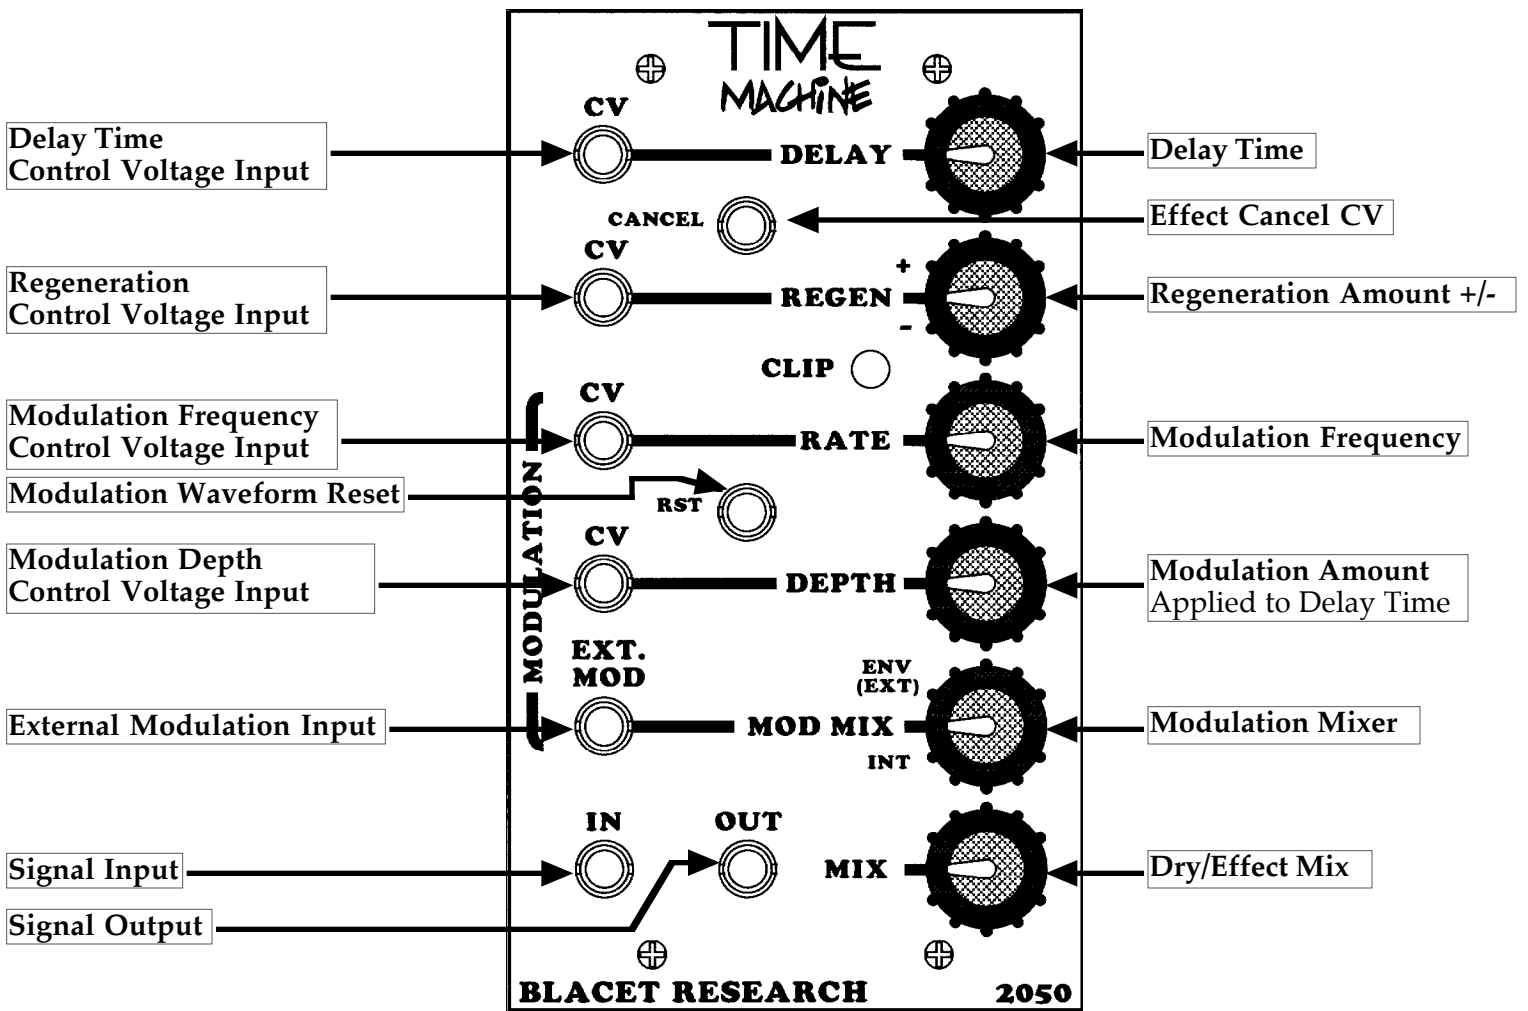 TIME
MACHINE
CV
Delay Time
Control Voltage Input
DELAY
Delay Time
CANCEL
Effect Cancel CV
CV
Regeneration
Control Voltage Input
REGEN
+
-
Regeneration Amount +/-
CLIP
CV
Modulation Frequency
Control Voltage Input
RATE
Modulation Frequency
Modulation Waveform Reset
RST
MODULATION
CV
Modulation Depth
Control Voltage Input
DEPTH
Modulation Amount
Applied to Delay Time
EXT.
MOD
ENV
(EXT)
External Modulation Input
MOD MIX
INT
Modulation Mixer
IN
OUT
Signal Input
MIX
Dry/Effect Mix
Signal Output
BLACET RESEARCH
2050